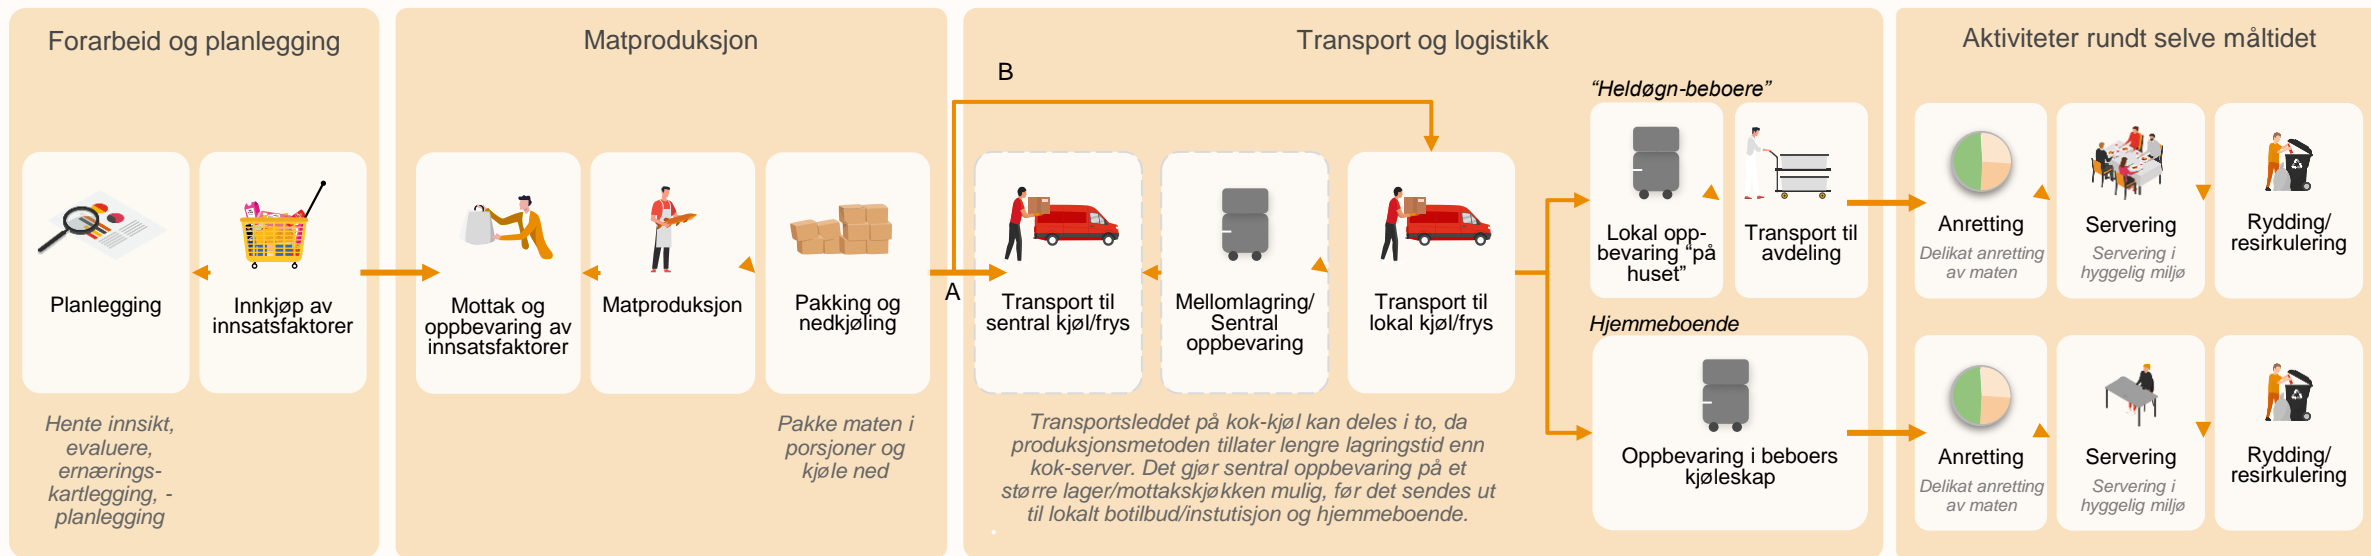 Forarbeid og planlegging
Planlegging
Innkjøp av
innsatsfaktorer
Hente innsikt,
evaluere,
ernærings-
kartlegging, -
planlegging
Matproduksjon
Mottak og
oppbevaring av
innsatsfaktorer
Matproduksjon
Pakking og
nedkjøling
Pakke maten i
porsjoner og
kjøle ned
Transport og logistikk
B
A
Transport til
sentral kjøl/frys
Mellomlagring/
Sentral
oppbevaring
Transport til
lokal kjøl/frys
Transportsleddet på kok-kjøl kan deles i to, da
produksjonsmetoden tillater lengre lagringstid enn
kok-server. Det gjør sentral oppbevaring på et
større lager/mottakskjøkken mulig, før det sendes ut
til lokalt botilbud/instutisjon og hjemmeboende.
“Heldøgn-beboere”
Lokal opp-
bevaring “på
huset”
Transport til
avdeling
Hjemmeboende
Oppbevaring i beboers
kjøleskap
Aktiviteter rundt selve måltidet
Anretting
Delikat anretting
av maten
Servering
Servering i
hyggelig miljø
Rydding/
resirkulering
Anretting
Delikat anretting
av maten
Servering
Servering i
hyggelig miljø
Rydding/
resirkulering